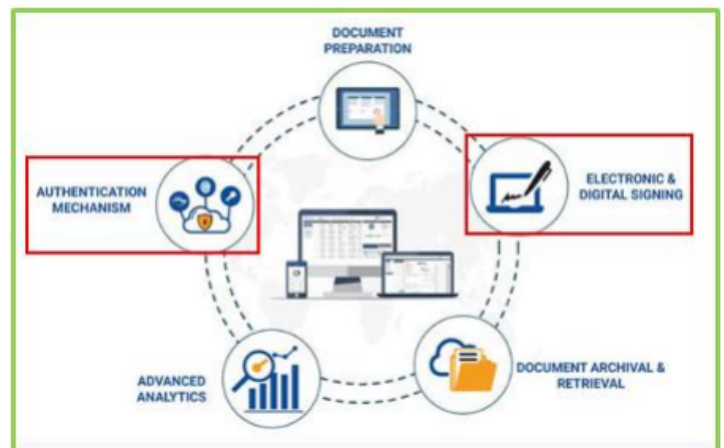 DOCUMENT
PREPARATION
AUTHENTICATION
MECHANISM
ELECTRONIC &
DIGITAL SIGNING
ADVANCED
ANALYTICS
DOCUMENT ARCHIVAL &
RETRIEVAL